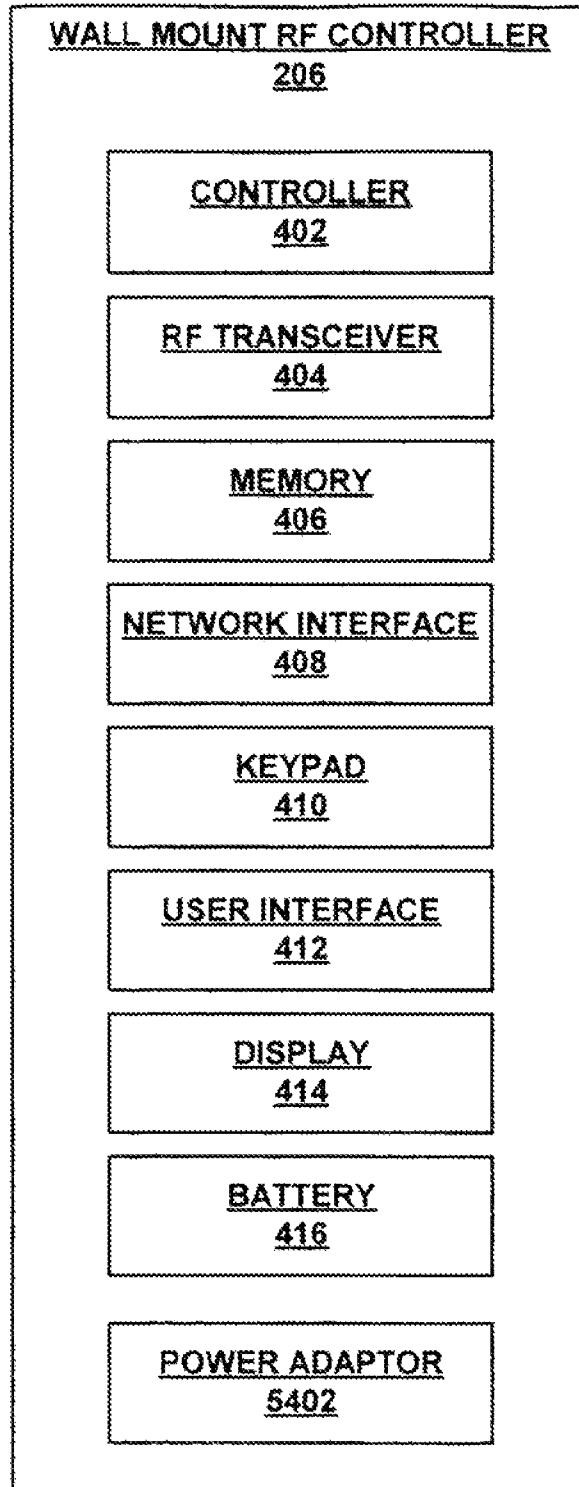 WALL MOUNT RF CONTROLLER
206
CONTROLLER
402
RF TRANSCEIVER
404
MEMORY
406
NETWORK INTERFACE
408
KEYPAD
410
USER INTERFACE
412
DISPLAY
414
BATTERY
416
POWER ADAPTOR
5402